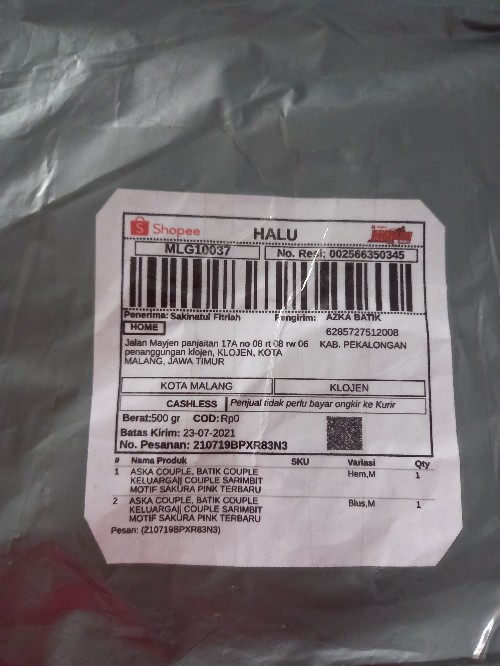 Shopee HALU
MLG10037 No. Resi: 002566350345
Penerima: Sakinatul Fitriah Pengirim: AZKA BATIK
HOME 6285727512008
Jalan Mayjen panjaitan 17A no 08 rt 08 rw 06 KAB. PEKALONGAN
penanggungan klojen, KLOJEN, KOTA
MALANG, JAWA TIMUR
KOTA MALANG KLOJEN
CASHLESS Penjual tidak perlu bayar ongkir ke Kurir
Berat:500 gr COD:Rp0
Batas Kirim: 23-07-2021
No. Pesanan: 210719BPXR83N3
# Nama Produk SKU Variasi Qty
1 ASKA COUPLE, BATIK COUPLE Hem,M 1
KELUARGA|| COUPLE SARIMBIT
MOTIF SAKURA PINK TERBARU
2 ASKA COUPLE, BATIK COUPLE Blus,M 1
KELUARGA|| COUPLE SARIMBIT
MOTIF SAKURA PINK TERBARU
Pesan: (210719BPXR83N3)